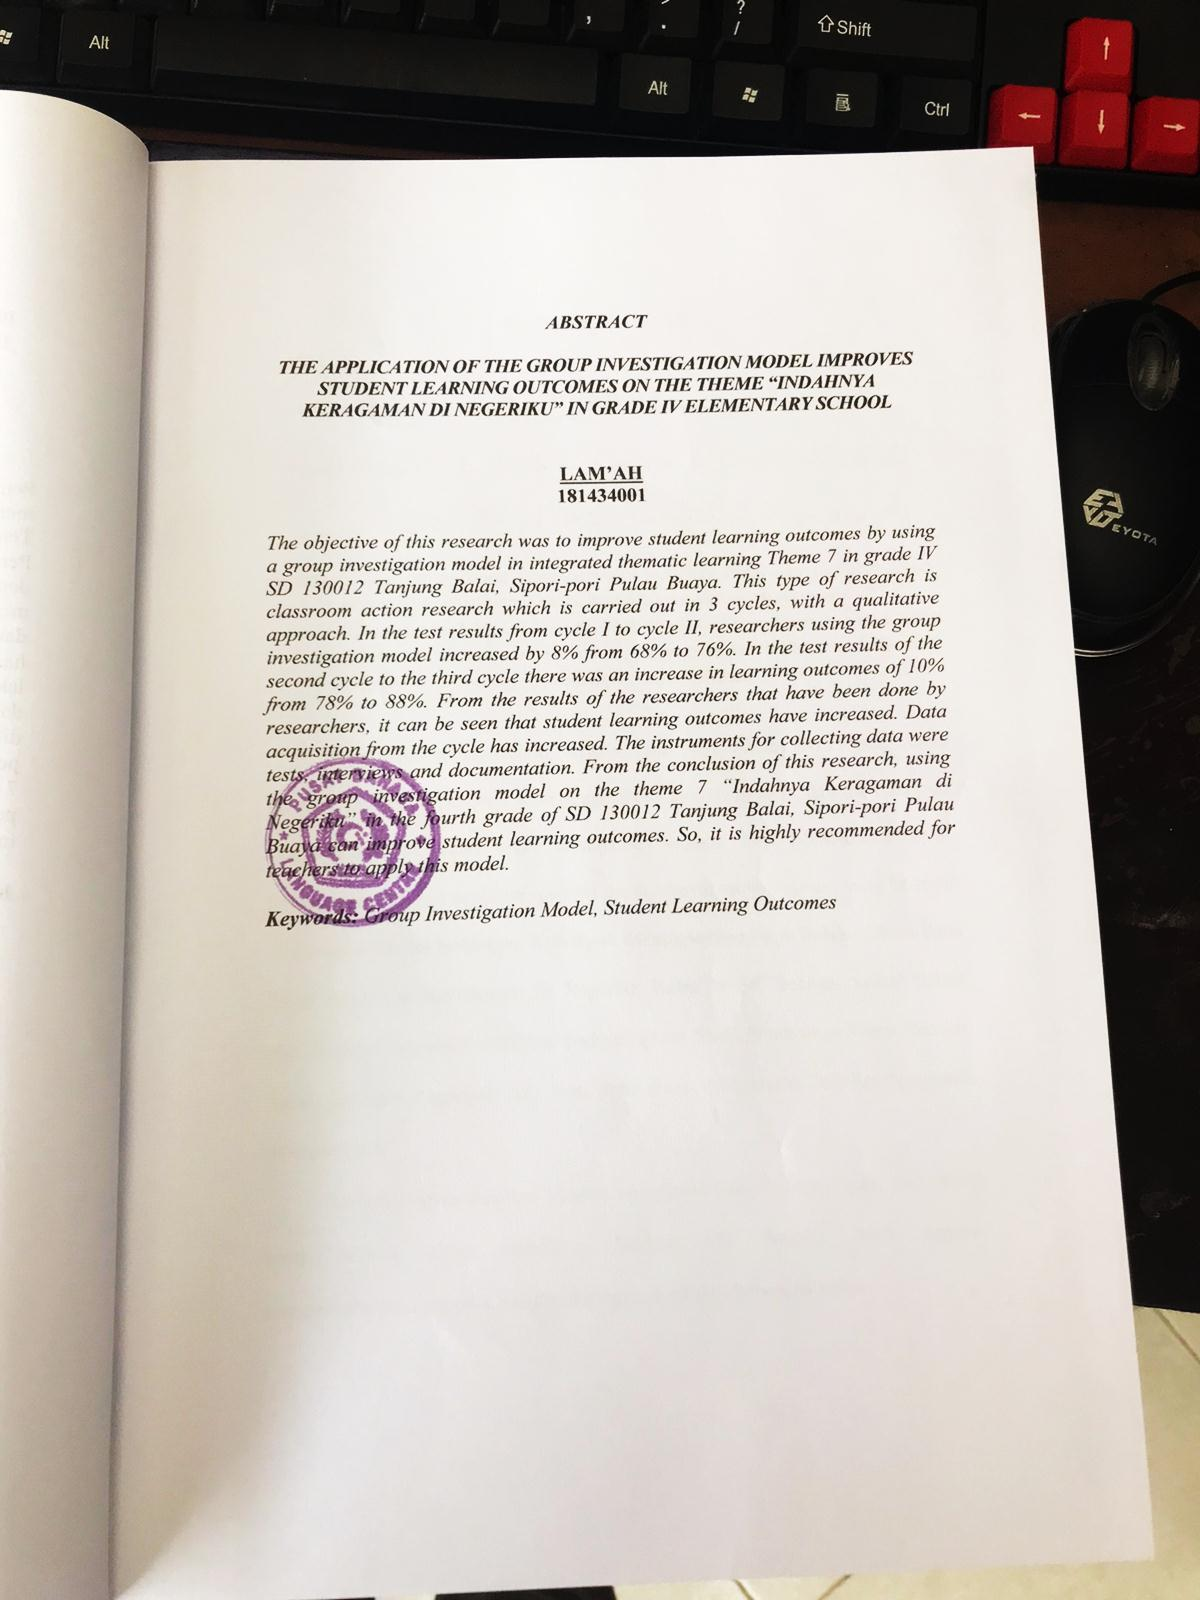 Alt
,
.
?
/
Shift
Alt
Ctrl
ABSTRACT
THE APPLICATION OF THE GROUP INVESTIGATION MODEL IMPROVES
STUDENT LEARNING OUTCOMES ON THE THEME “INDAHNYA
KERAGAMAN DI NEGERIKU” IN GRADE IV ELEMENTARY SCHOOL
LAM’AH
181434001
The objective of this research was to improve student learning outcomes by using
a group investigation model in integrated thematic learning Theme 7 in grade IV
SD 130012 Tanjung Balai, Sipori-pori Pulau Buaya. This type of research is
classroom action research which is carried out in 3 cycles, with a qualitative
approach. In the test results from cycle I to cycle II, researchers using the group
investigation model increased by 8% from 68% to 76%. In the test results of the
second cycle to the third cycle there was an increase in learning outcomes of 10%
from 78% to 88%. From the results of the researchers that have been done by
researchers, it can be seen that student learning outcomes have increased. Data
acquisition from the cycle has increased. The instruments for collecting data were
tests, interviews and documentation. From the conclusion of this research, using
the group investigation model on the theme 7 “Indahnya Keragaman di
Negeriku” in the fourth grade of SD 130012 Tanjung Balai, Sipori-pori Pulau
Buaya can improve student learning outcomes. So, it is highly recommended for
teachers to apply this model.
Keywords: Group Investigation Model, Student Learning Outcomes
PUSAT BAHASA
LANGUAGE CENTRE
EYOTA